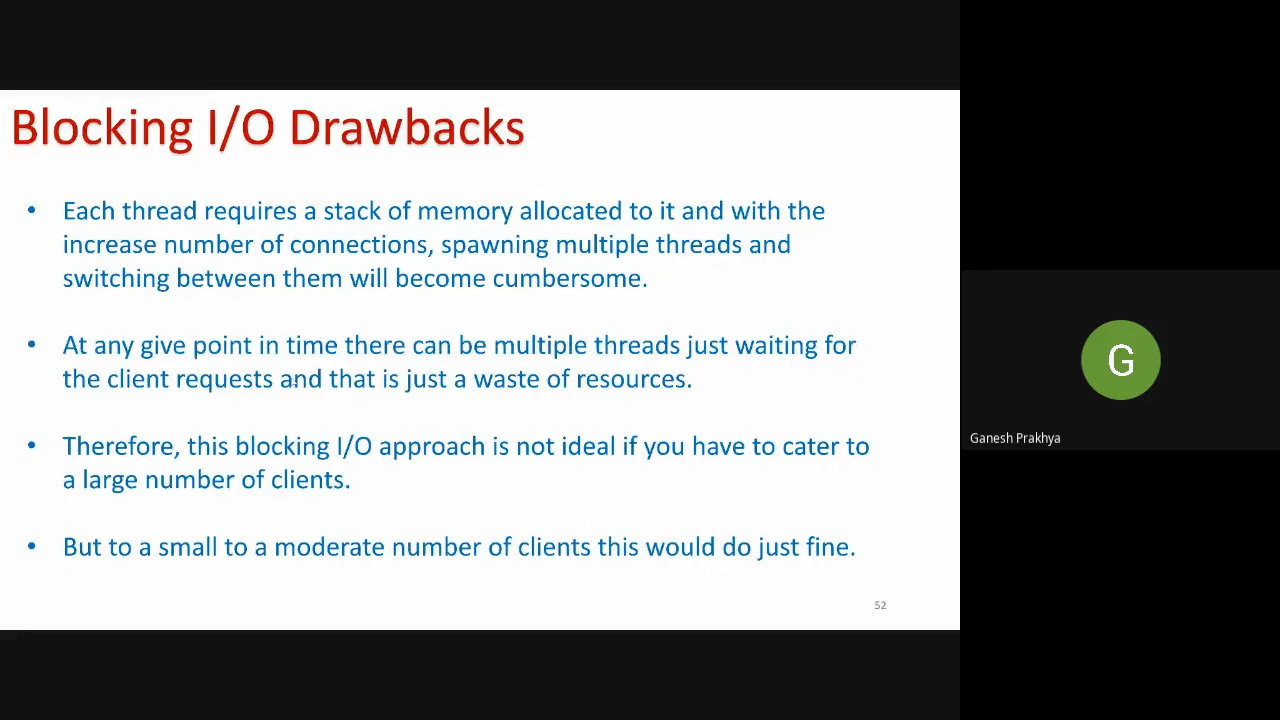 Blocking I/O Drawbacks
• Each thread requires a stack of memory allocated to it and with the
increase number of connections, spawning multiple threads and
switching between them will become cumbersome.
• At any give point in time there can be multiple threads just waiting for
the client requests and that is just a waste of resources.
• Therefore, this blocking I/O approach is not ideal if you have to cater to
a large number of clients.
• But to a small to a moderate number of clients this would do just fine.
52
G
Ganesh Prakhya